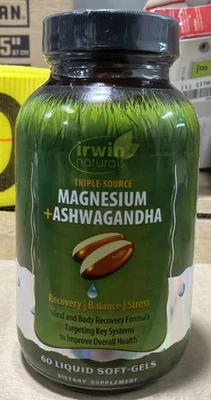 irwin
naturals
TRIPLE-SOURCE
MAGNESIUM
+ASHWAGANDHA
Recovery | Balance | Stress
Mind and Body Recovery Formula
Targeting Key Systems
to Improve Overall Health
60 LIQUID SOFT-GELS
DIETARY SUPPLEMENT